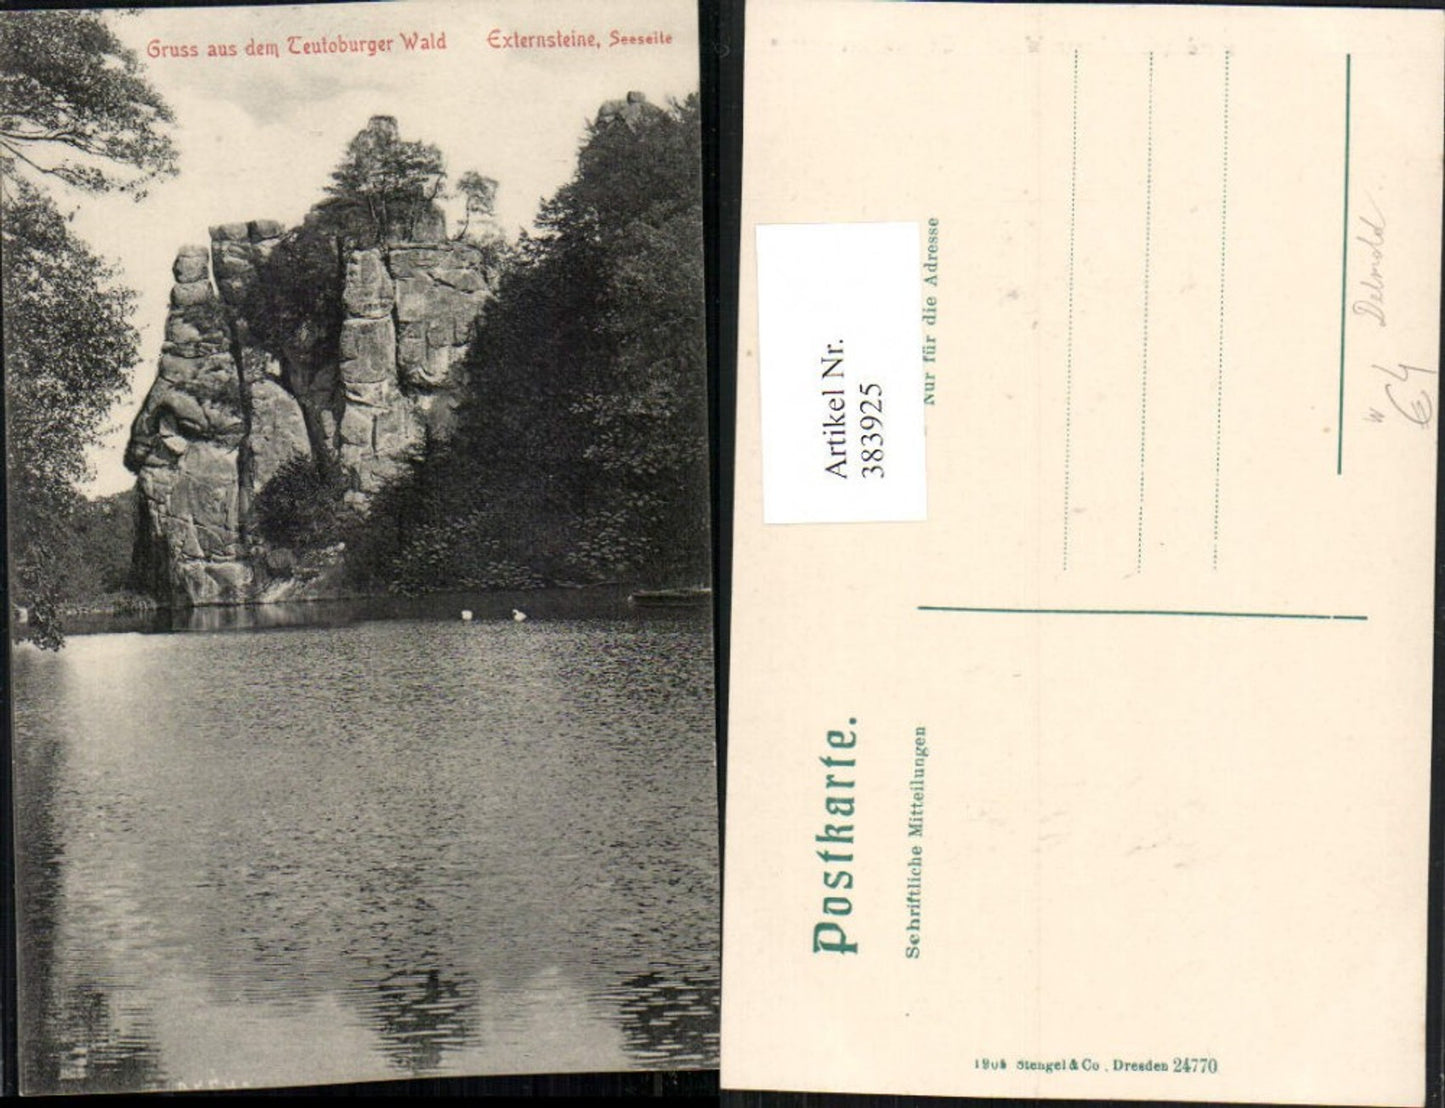 Gruss aus dem Teutoburger Wald Externsteine, Seeseite
Postkarte.
Schriftliche Mitteilungen
Nur für die Adresse
Artikel Nr.
383925
Stengel & Co., Dresden 24770
W Detmold
€4